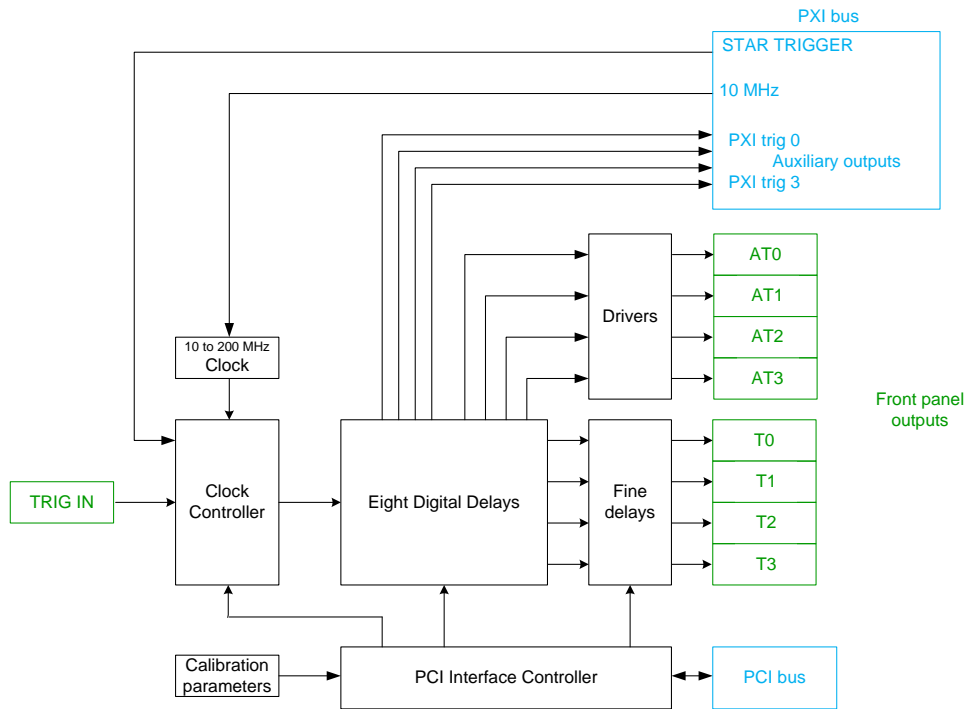 PXI bus
STAR TRIGGER
10 MHz
PXI trig 0
Auxiliary outputs
PXI trig 3
AT0
AT1
Drivers
AT2
AT3
10 to 200 MHz
Clock
Front panel
outputs
T0
T1
T2
T3
TRIG IN
Clock
Controller
Eight Digital Delays
Fine
delays
Calibration
parameters
PCI Interface Controller
PCI bus